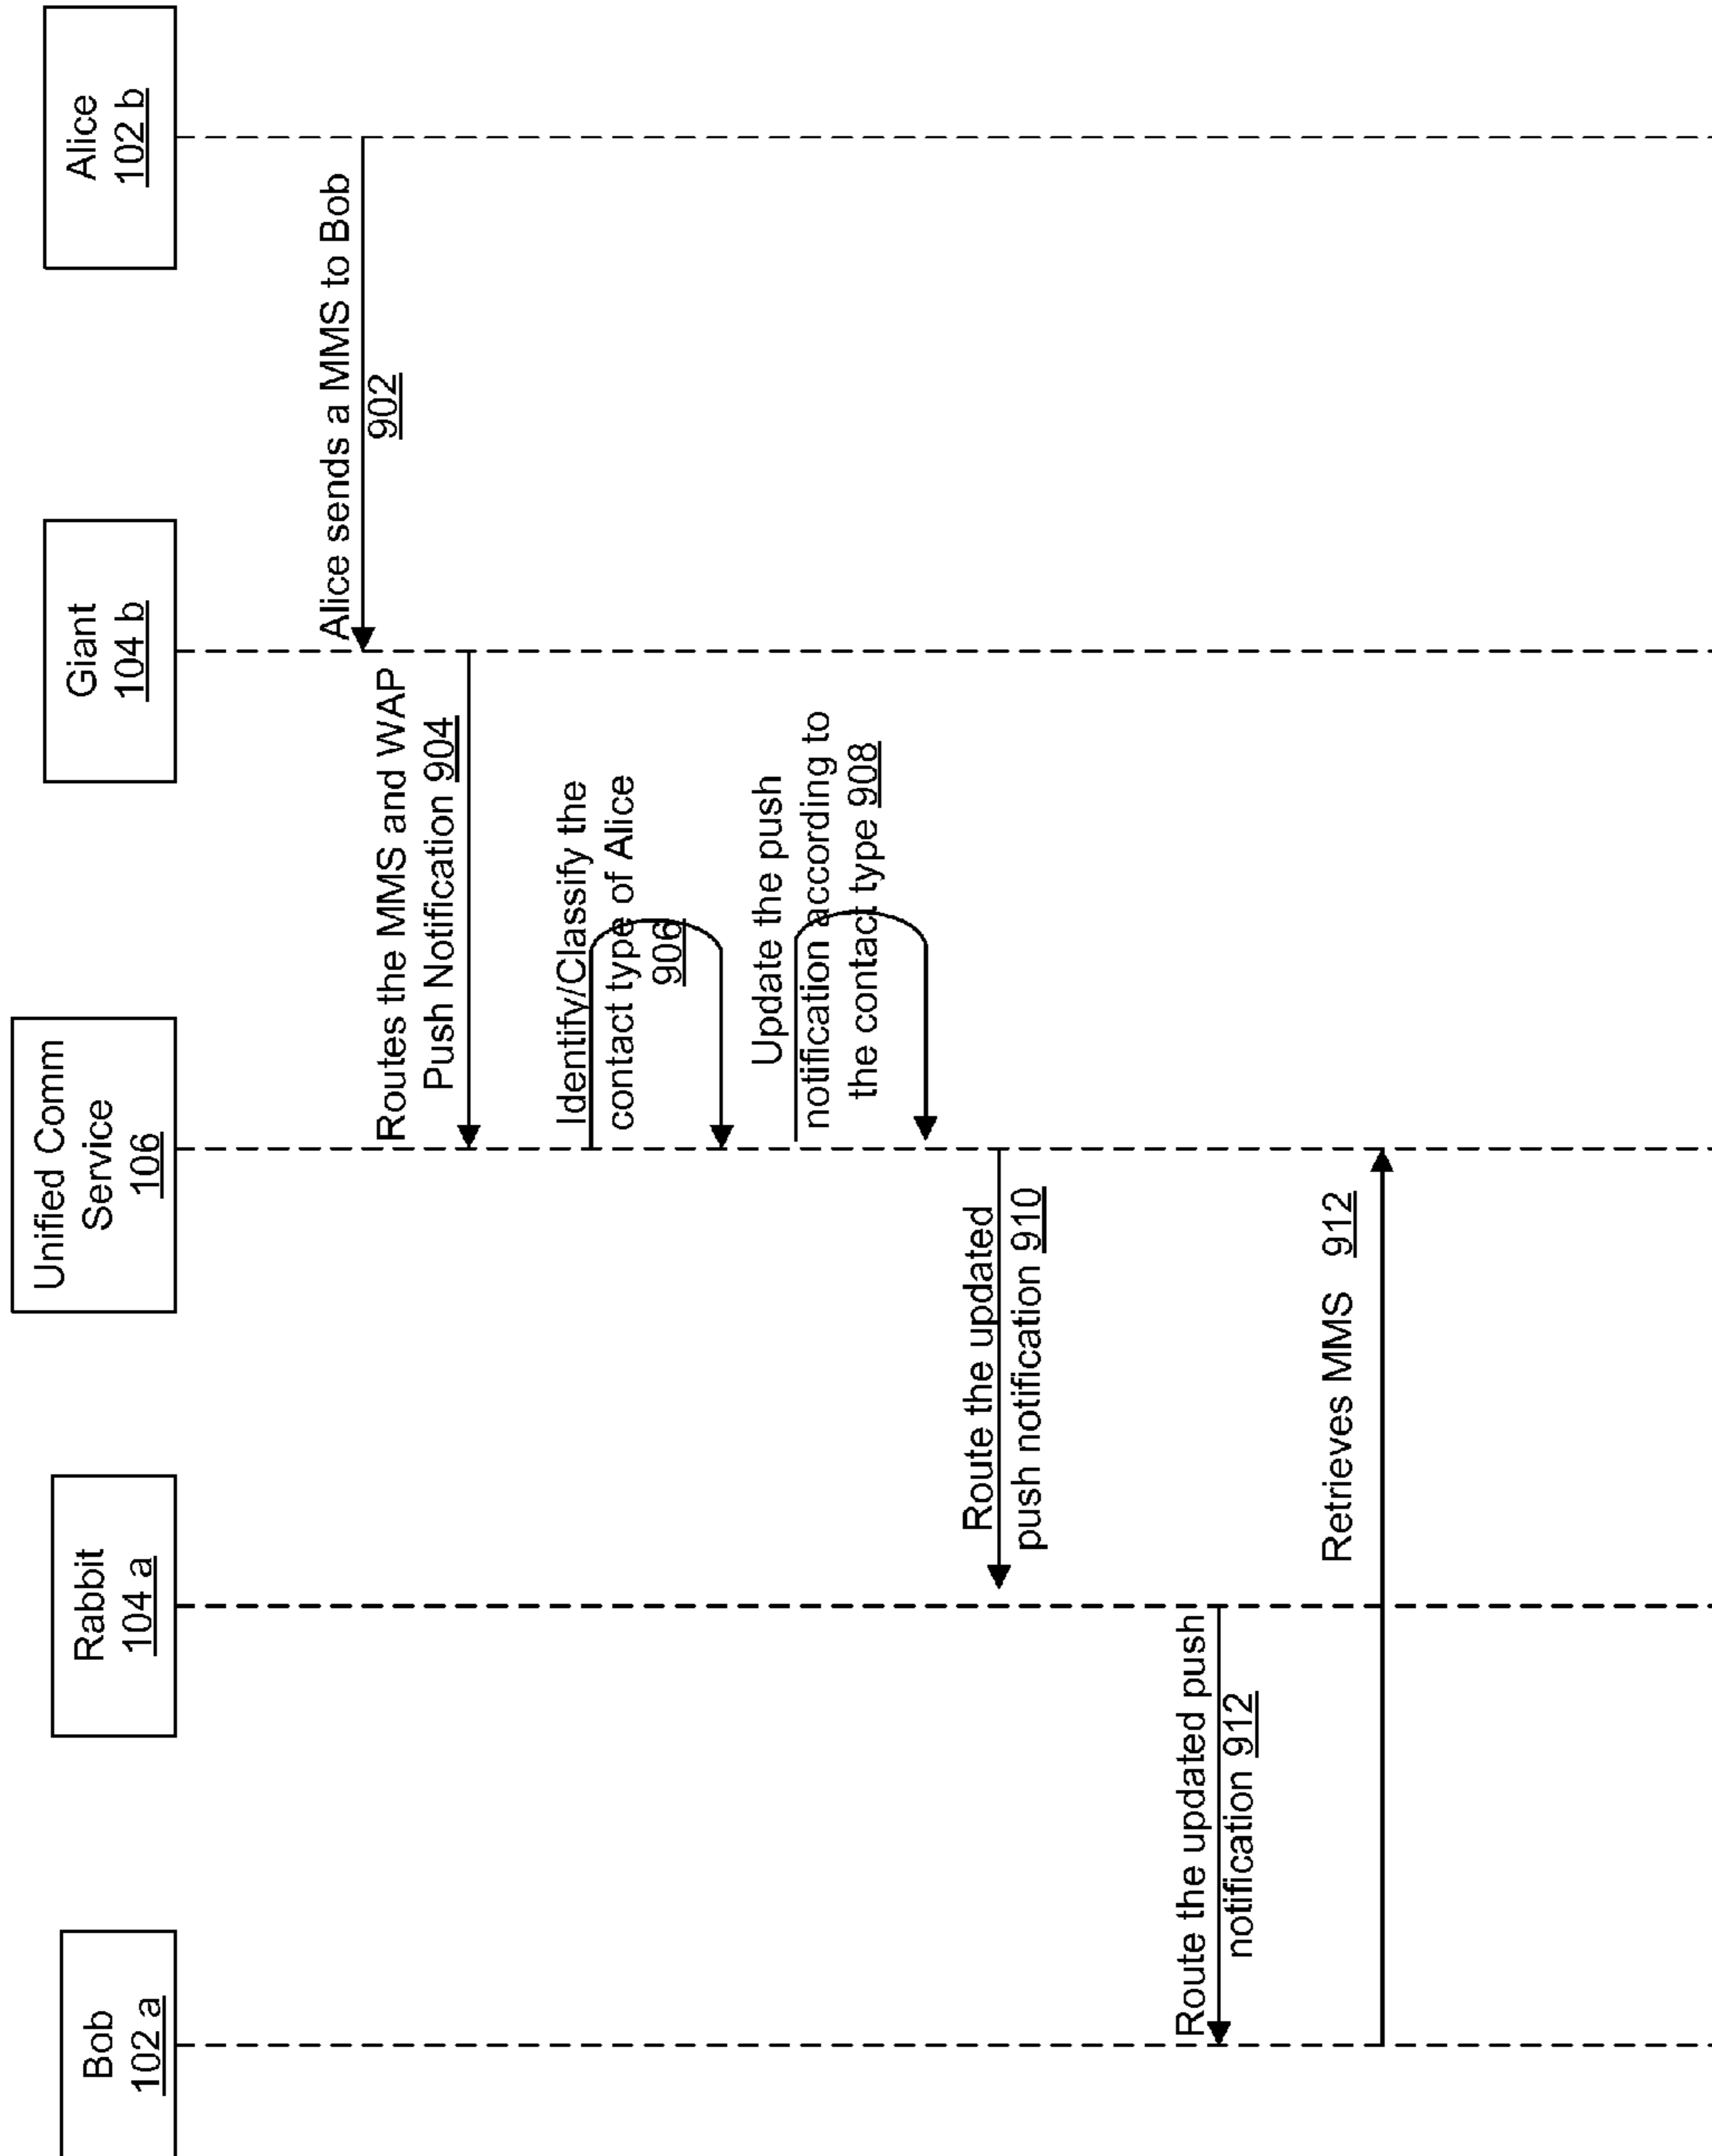 Bob
102 a
Rabbit
104 a
Unified Comm
Service
106
Giant
104 b
Alice
102 b
Alice sends a MMS to Bob
902
Routes the MMS and WAP
Push Notification 904
Identify/Classify the
contact type of Alice
906
Update the push
notification according to
the contact type 908
Route the updated
push notification 910
Route the updated push
notification 912
Retrieves MMS 912